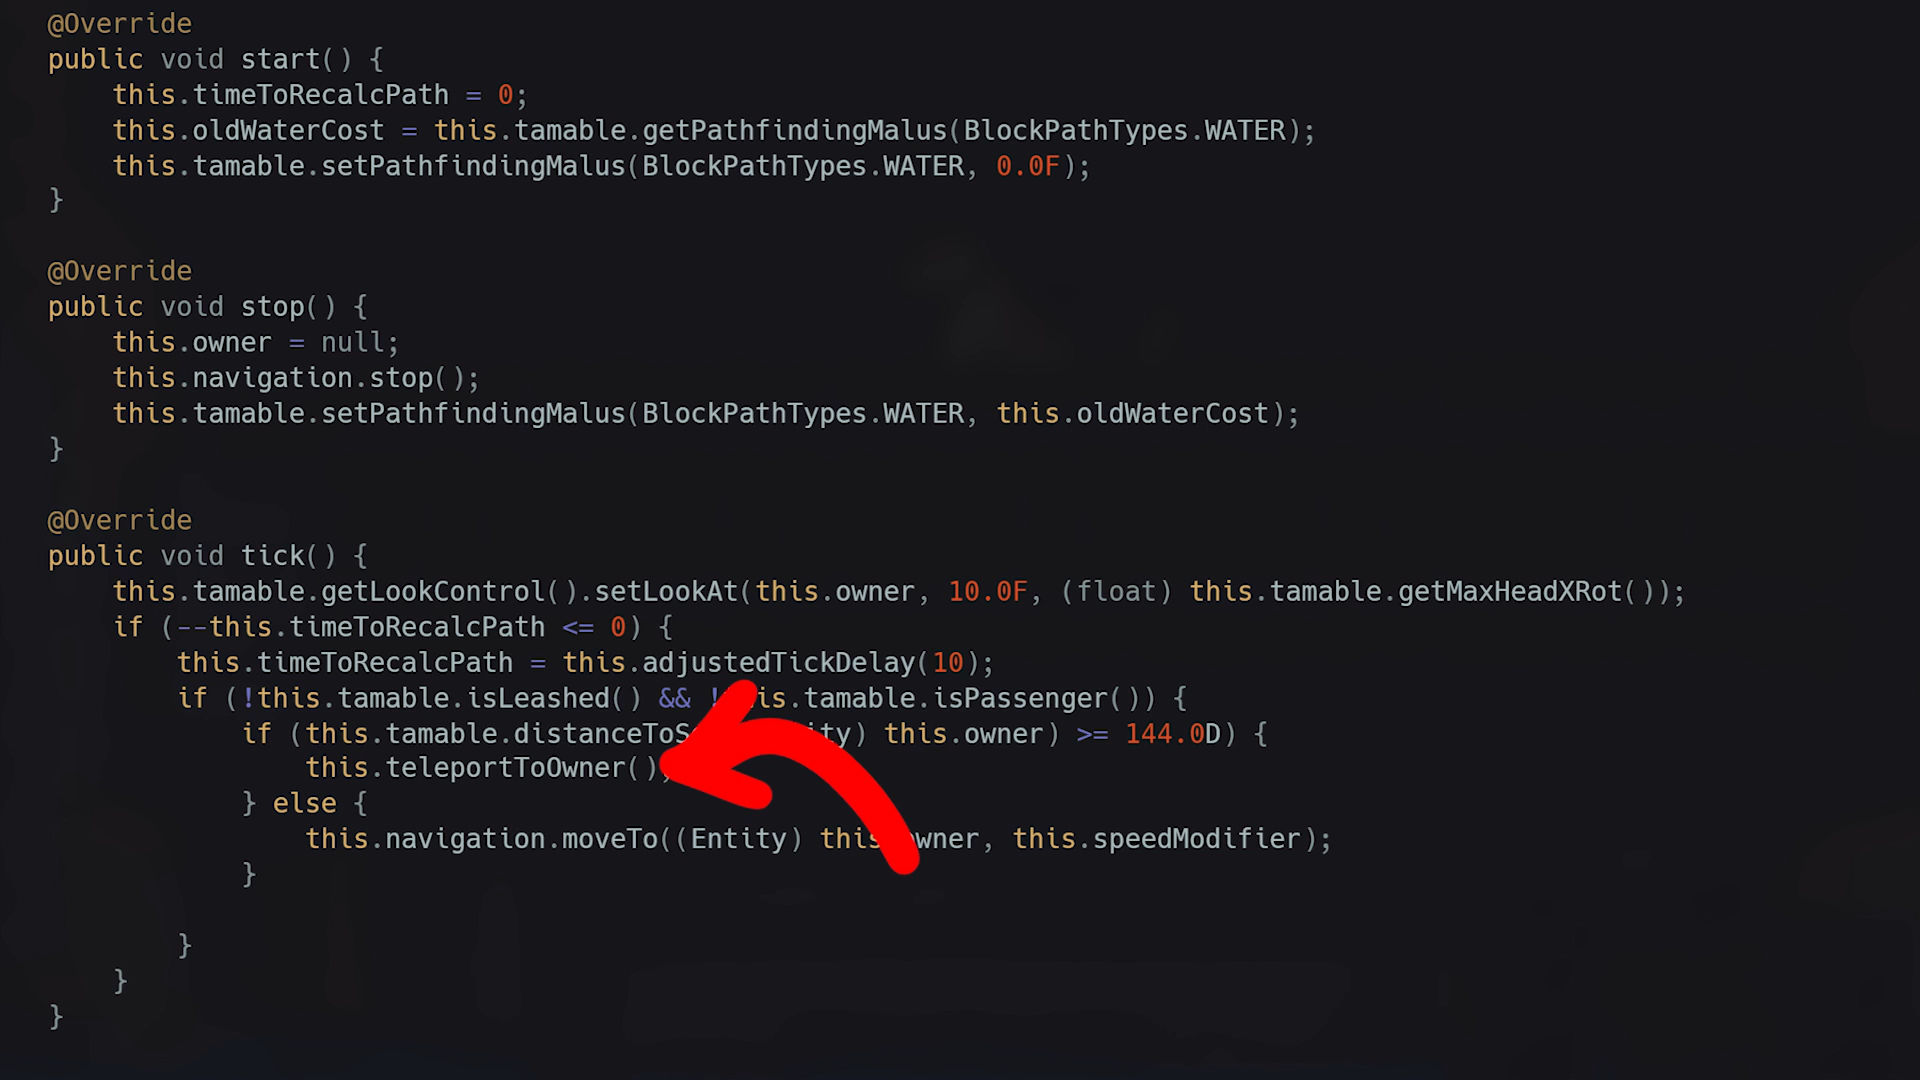 @Override
public void start() {
this.timeToRecalcPath = 0;
this.oldWaterCost = this.tamable.getPathfindingMalus(BlockPathTypes.WATER);
this.tamable.setPathfindingMalus(BlockPathTypes.WATER, 0.0F);
}
@Override
public void stop() {
this.owner = null;
this.navigation.stop();
this.tamable.setPathfindingMalus(BlockPathTypes.WATER, this.oldWaterCost);
}
@Override
public void tick() {
this.tamable.getLookControl().setLookAt(this.owner, 10.0F, (float) this.tamable.getMaxHeadXRot());
if (--this.timeToRecalcPath <= 0) {
this.timeToRecalcPath = this.adjustedTickDelay(10);
if (!this.tamable.isLeashed() && !this.tamable.isPassenger()) {
if (this.tamable. this.owner) >= 144.0D) {
this.teleportToOwner();
} else {
this.navigation.moveTo((Entity) this.owner, this.speedModifier);
}
}
}
}